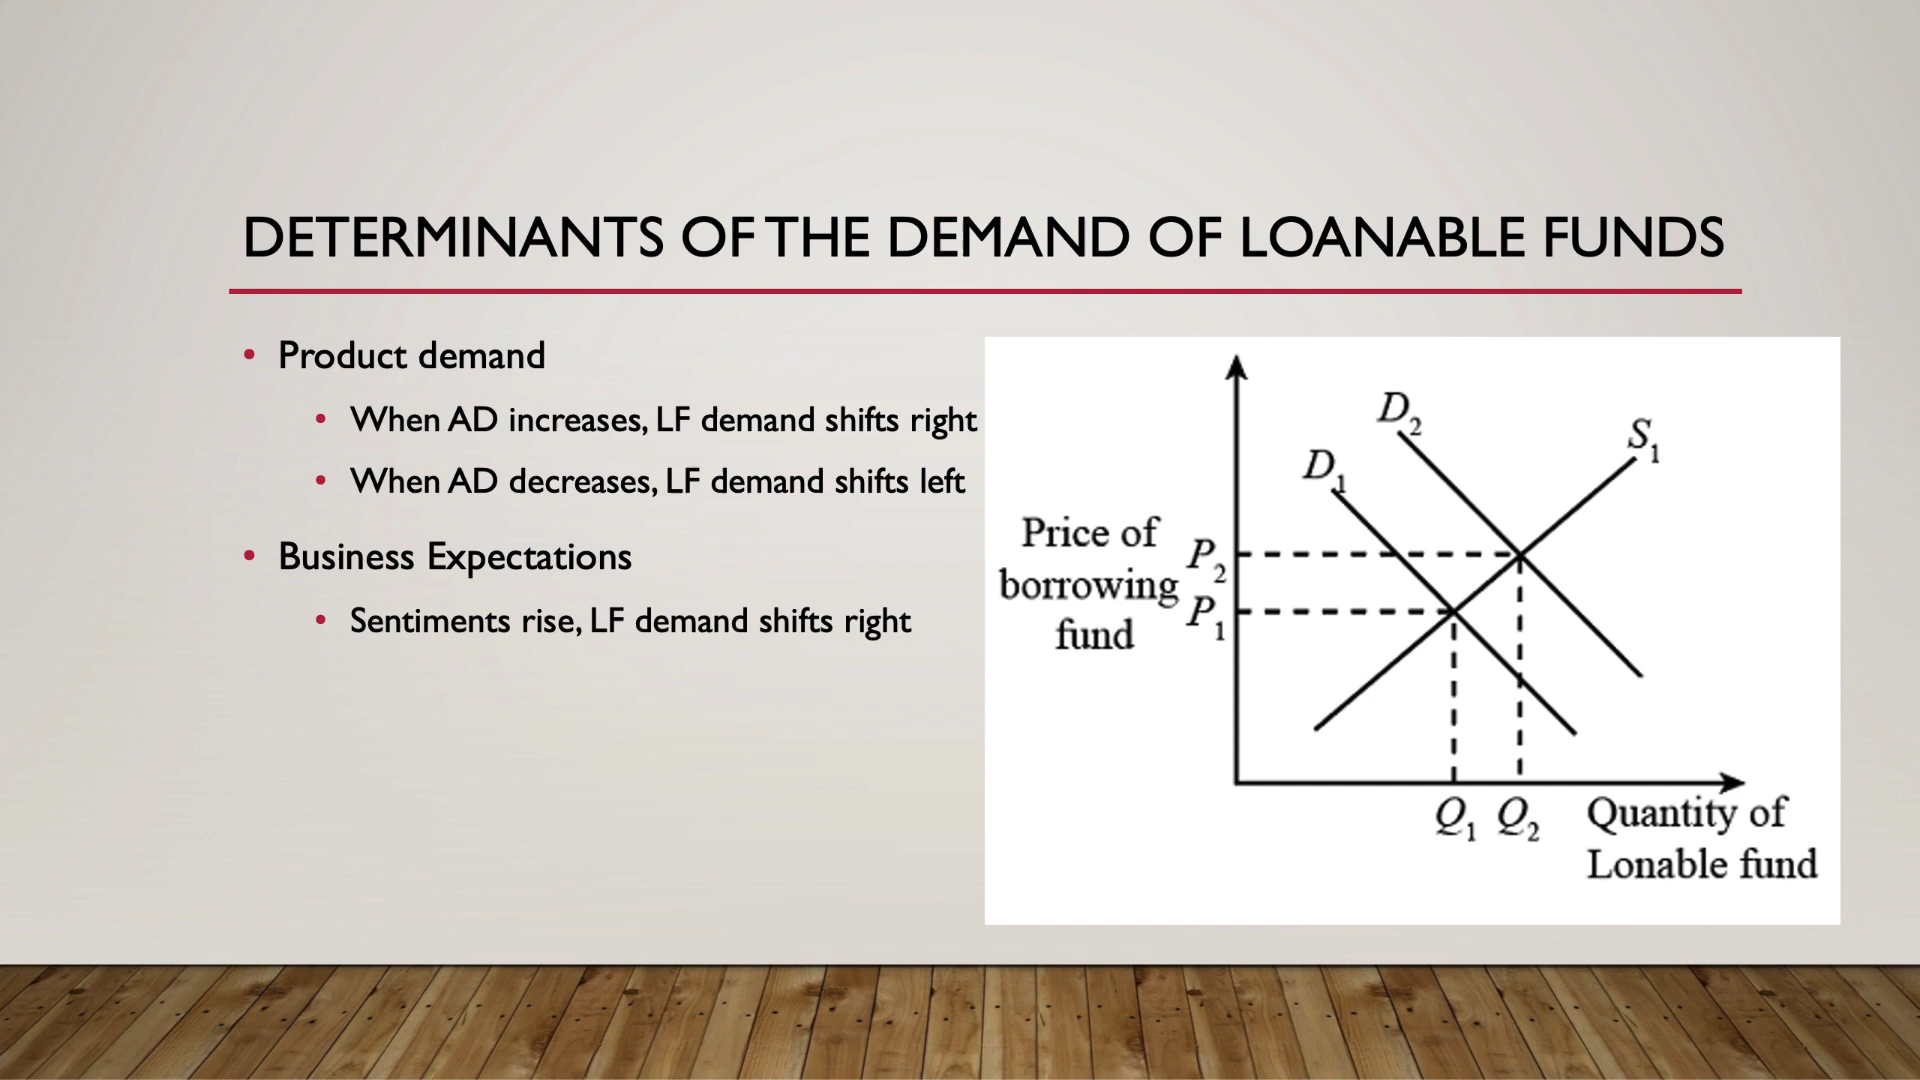 DETERMINANTS OF THE DEMAND OF LOANABLE FUNDS
• Product demand
• When AD increases, LF demand shifts right
• When AD decreases, LF demand shifts left
• Business Expectations
• Sentiments rise, LF demand shifts right
D₂
S₁
D₁
Price of
borrowing
fund
P₂
P₁
Q₁ Q₂
Quantity of
Lonable fund